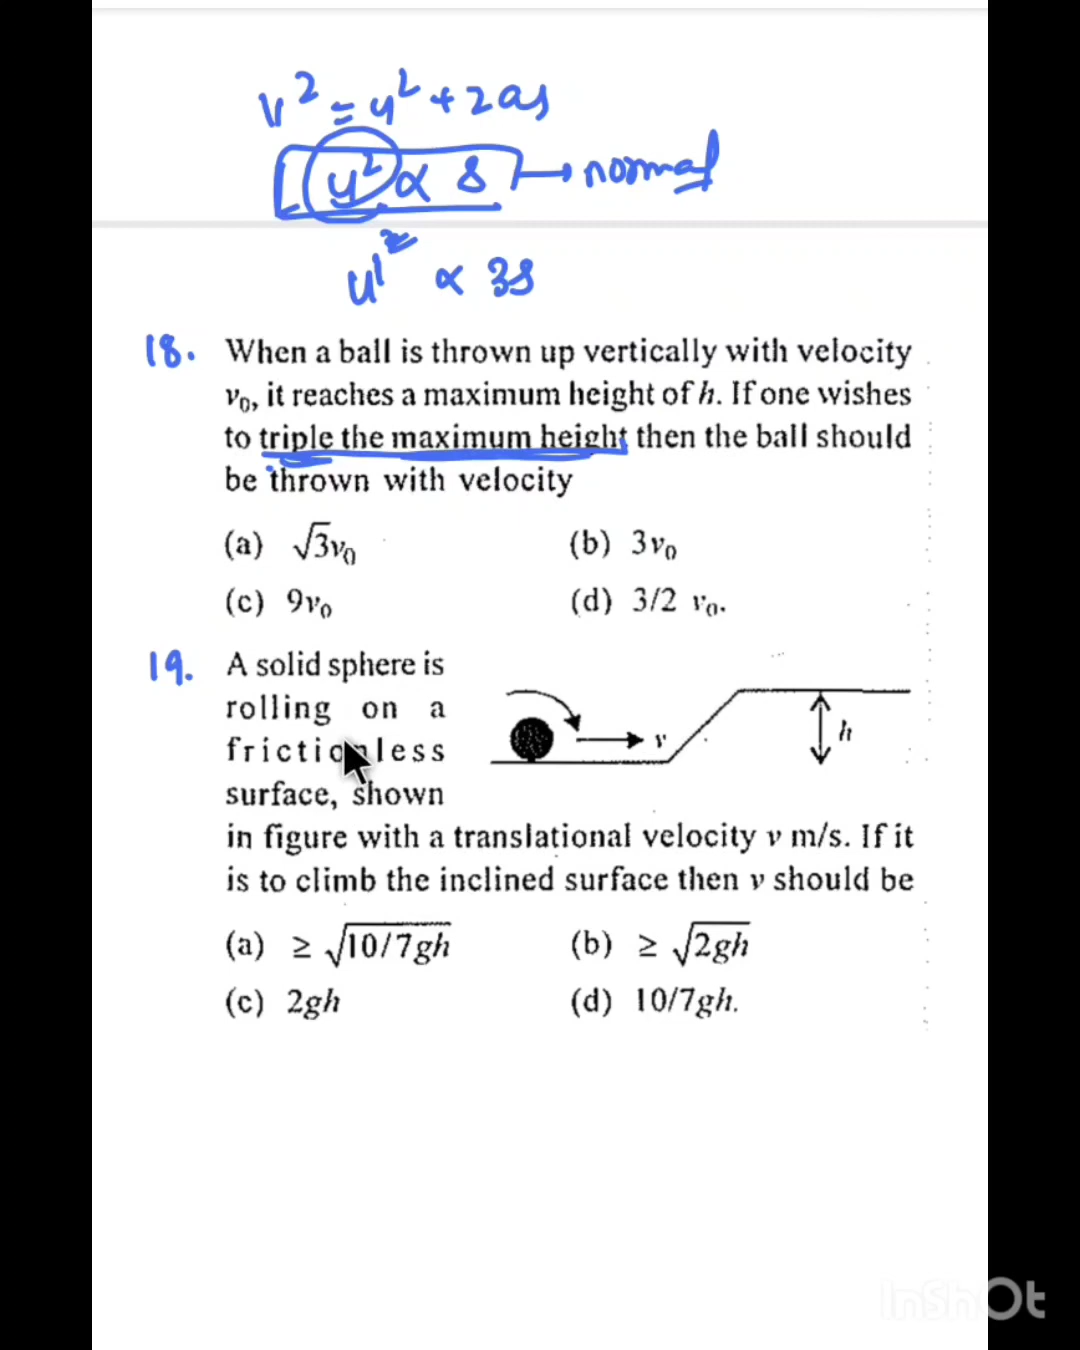 v² = u² + 2as
u² ∝ s → normal
u'² ∝ 3s
18. When a ball is thrown up vertically with velocity
v₀, it reaches a maximum height of h. If one wishes
to triple the maximum height then the ball should
be thrown with velocity
(a) √3v₀ (b) 3v₀
(c) 9v₀ (d) 3/2 v₀.
19. A solid sphere is
rolling on a
frictionless
surface, shown
v
h
in figure with a translational velocity v m/s. If it
is to climb the inclined surface then v should be
(a) ≥ √10/7gh (b) ≥ √2gh
(c) 2gh (d) 10/7gh.
InShOt